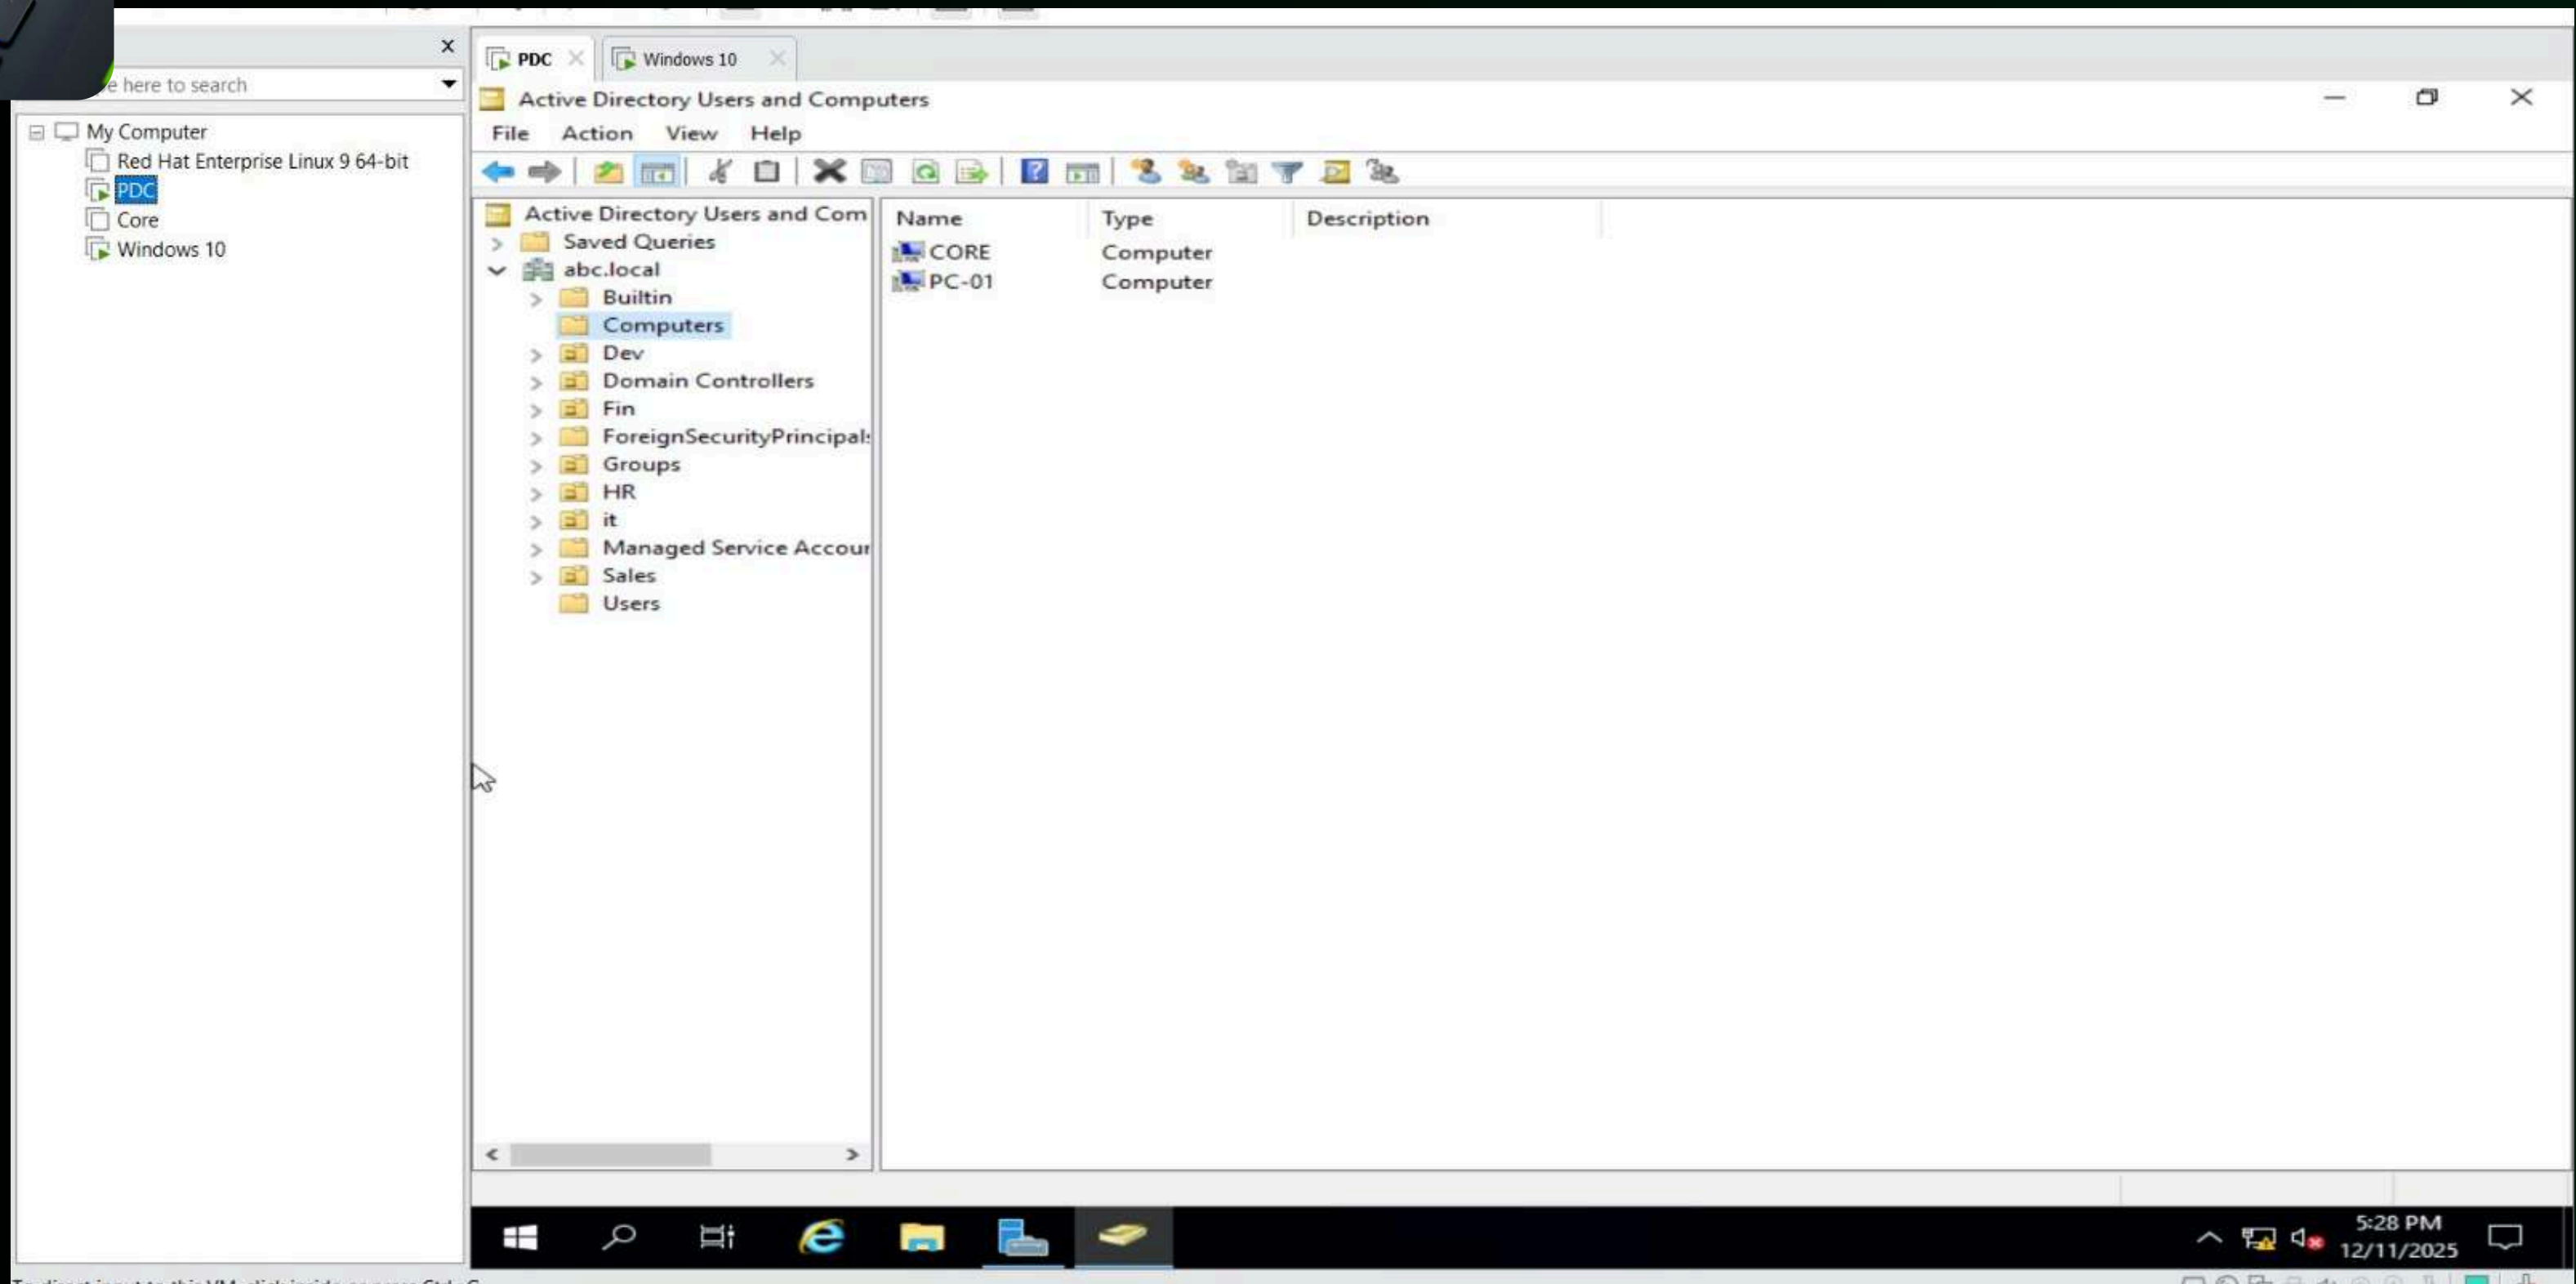 PDC
Windows 10
e here to search
Active Directory Users and Computers
My Computer
Red Hat Enterprise Linux 9 64-bit
PDC
Core
Windows 10
File Action View Help
Active Directory Users and Com
Saved Queries
abc.local
Builtin
Computers
Dev
Domain Controllers
Fin
ForeignSecurityPrincipal
Groups
HR
it
Managed Service Accour
Sales
Users
Name Type Description
CORE Computer
PC-01 Computer
5:28 PM
12/11/2025